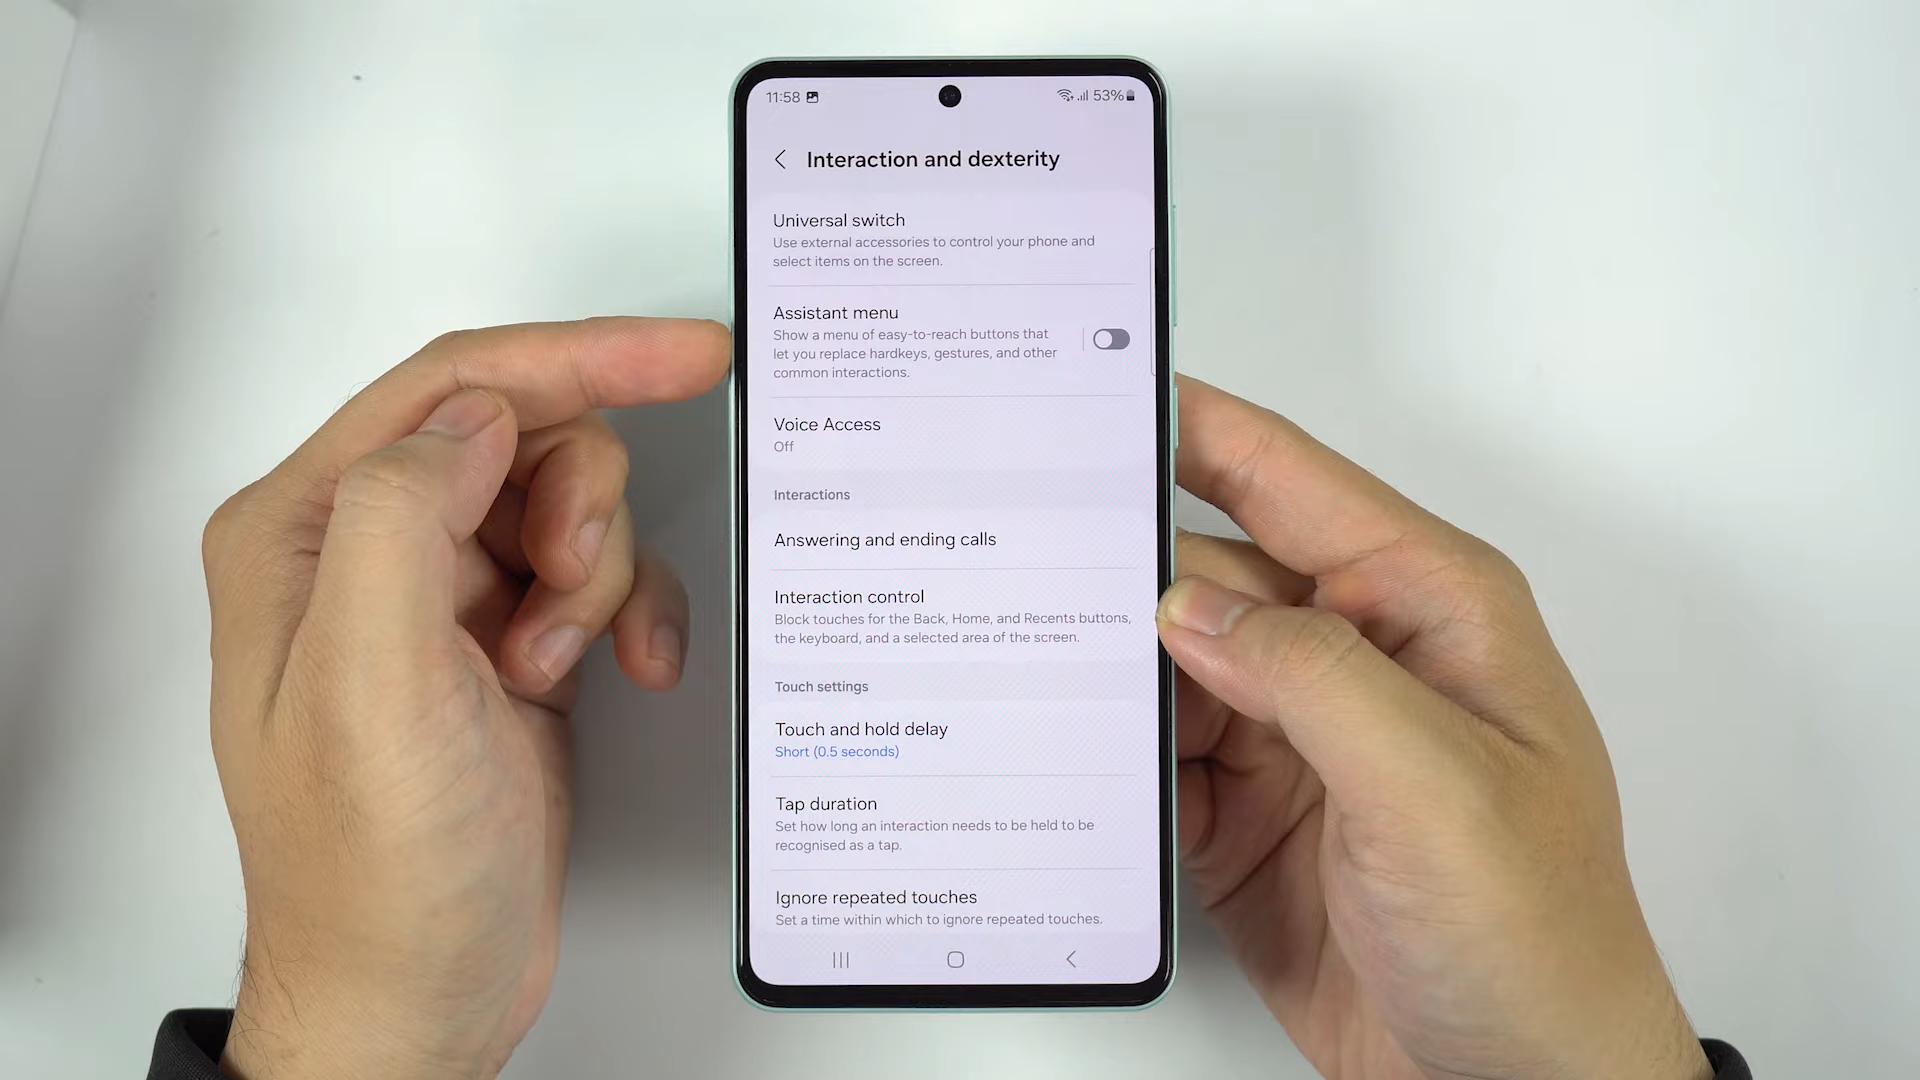 11:58
53%
Interaction and dexterity
Universal switch
Use external accessories to control your phone and
select items on the screen.
Assistant menu
Show a menu of easy-to-reach buttons that
let you replace hardkeys, gestures, and other
common interactions.
Voice Access
Off
Interactions
Answering and ending calls
Interaction control
Block touches for the Back, Home, and Recents buttons,
the keyboard, and a selected area of the screen.
Touch settings
Touch and hold delay
Short (0.5 seconds)
Tap duration
Set how long an interaction needs to be held to be
recognised as a tap.
Ignore repeated touches
Set a time within which to ignore repeated touches.